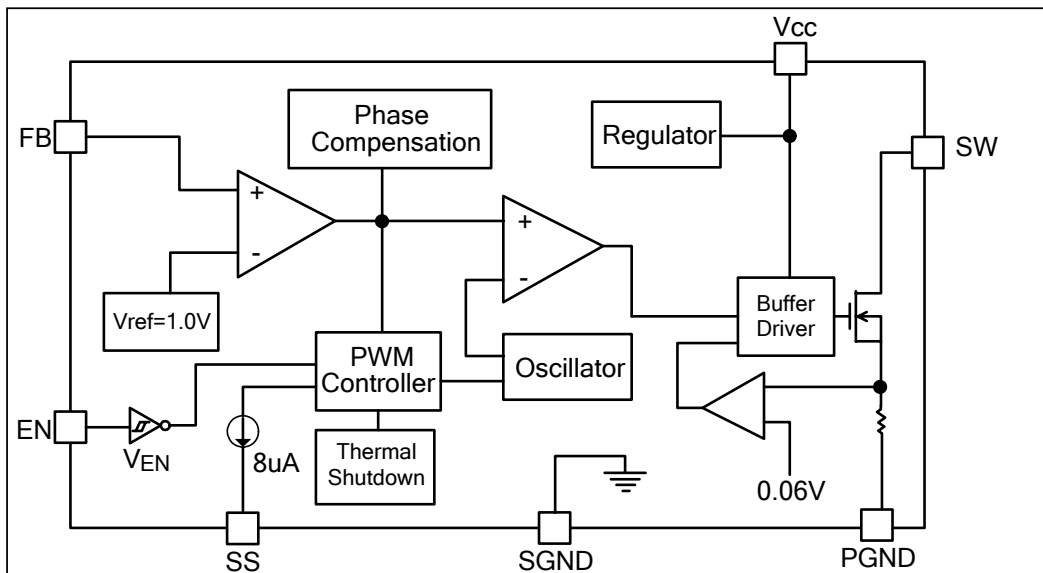 Vcc
FB
Phase
Compensation
Regulator
SW
+
-
+
-
Vref=1.0V
Buffer
Driver
PWM
Controller
Oscillator
EN
VEN
8uA
Thermal
Shutdown
0.06V
SS
SGND
PGND